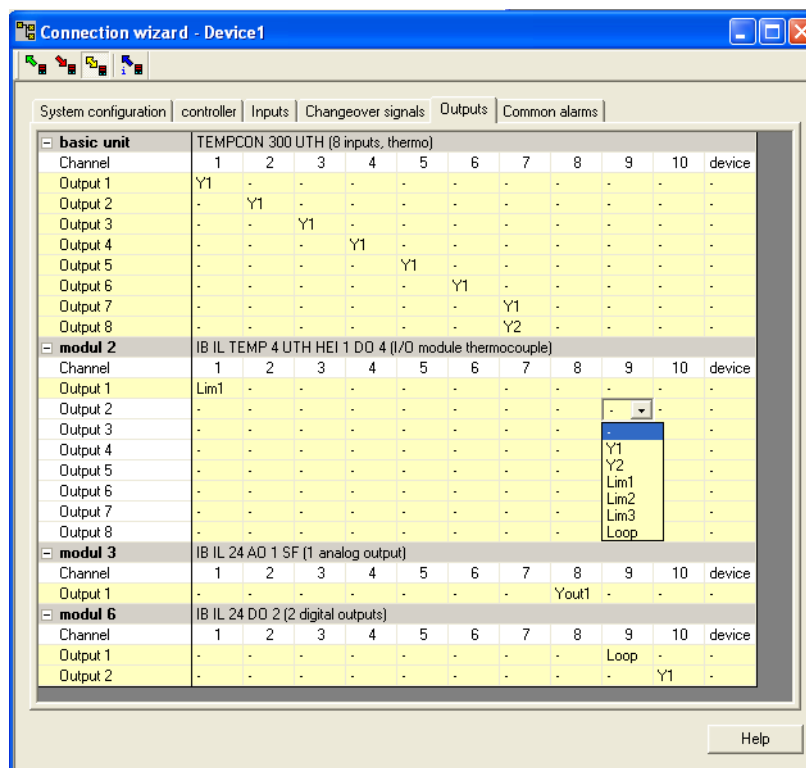 Connection wizard - Device1
System configuration controller Inputs Changeover signals Outputs Common alarms
basic unit TEMPCON 300 UTH (8 inputs, thermo)
Channel 1 2 3 4 5 6 7 8 9 10 device
Output 1 Y1 - - - - - - - - - -
Output 2 - Y1 - - - - - - - - -
Output 3 - - Y1 - - - - - - - -
Output 4 - - - Y1 - - - - - - -
Output 5 - - - - Y1 - - - - - -
Output 6 - - - - - Y1 - - - - -
Output 7 - - - - - - Y1 - - - -
Output 8 - - - - - - Y2 - - - -
modul 2 IB IL TEMP 4 UTH HEI 1 DO 4 (I/O module thermocouple)
Channel 1 2 3 4 5 6 7 8 9 10 device
Output 1 Lim1 - - - - - - - - - -
Output 2 - - - - - - - - - - -
Output 3 - - - - - - - - - - -
Output 4 - - - - - - - - Y1 - -
Output 5 - - - - - - - - Y2 - -
Lim1
Output 6 - - - - - - - - Lim2 - -
Output 7 - - - - - - - - Lim3 - -
Output 8 - - - - - - - - Loop - -
modul 3 IB IL 24 AO 1 SF (1 analog output)
Channel 1 2 3 4 5 6 7 8 9 10 device
Output 1 - - - - - - - Yout1 - - -
modul 6 IB IL 24 DO 2 (2 digital outputs)
Channel 1 2 3 4 5 6 7 8 9 10 device
Output 1 - - - - - - - - Loop - -
Output 2 - - - - - - - - - Y1 -
Help